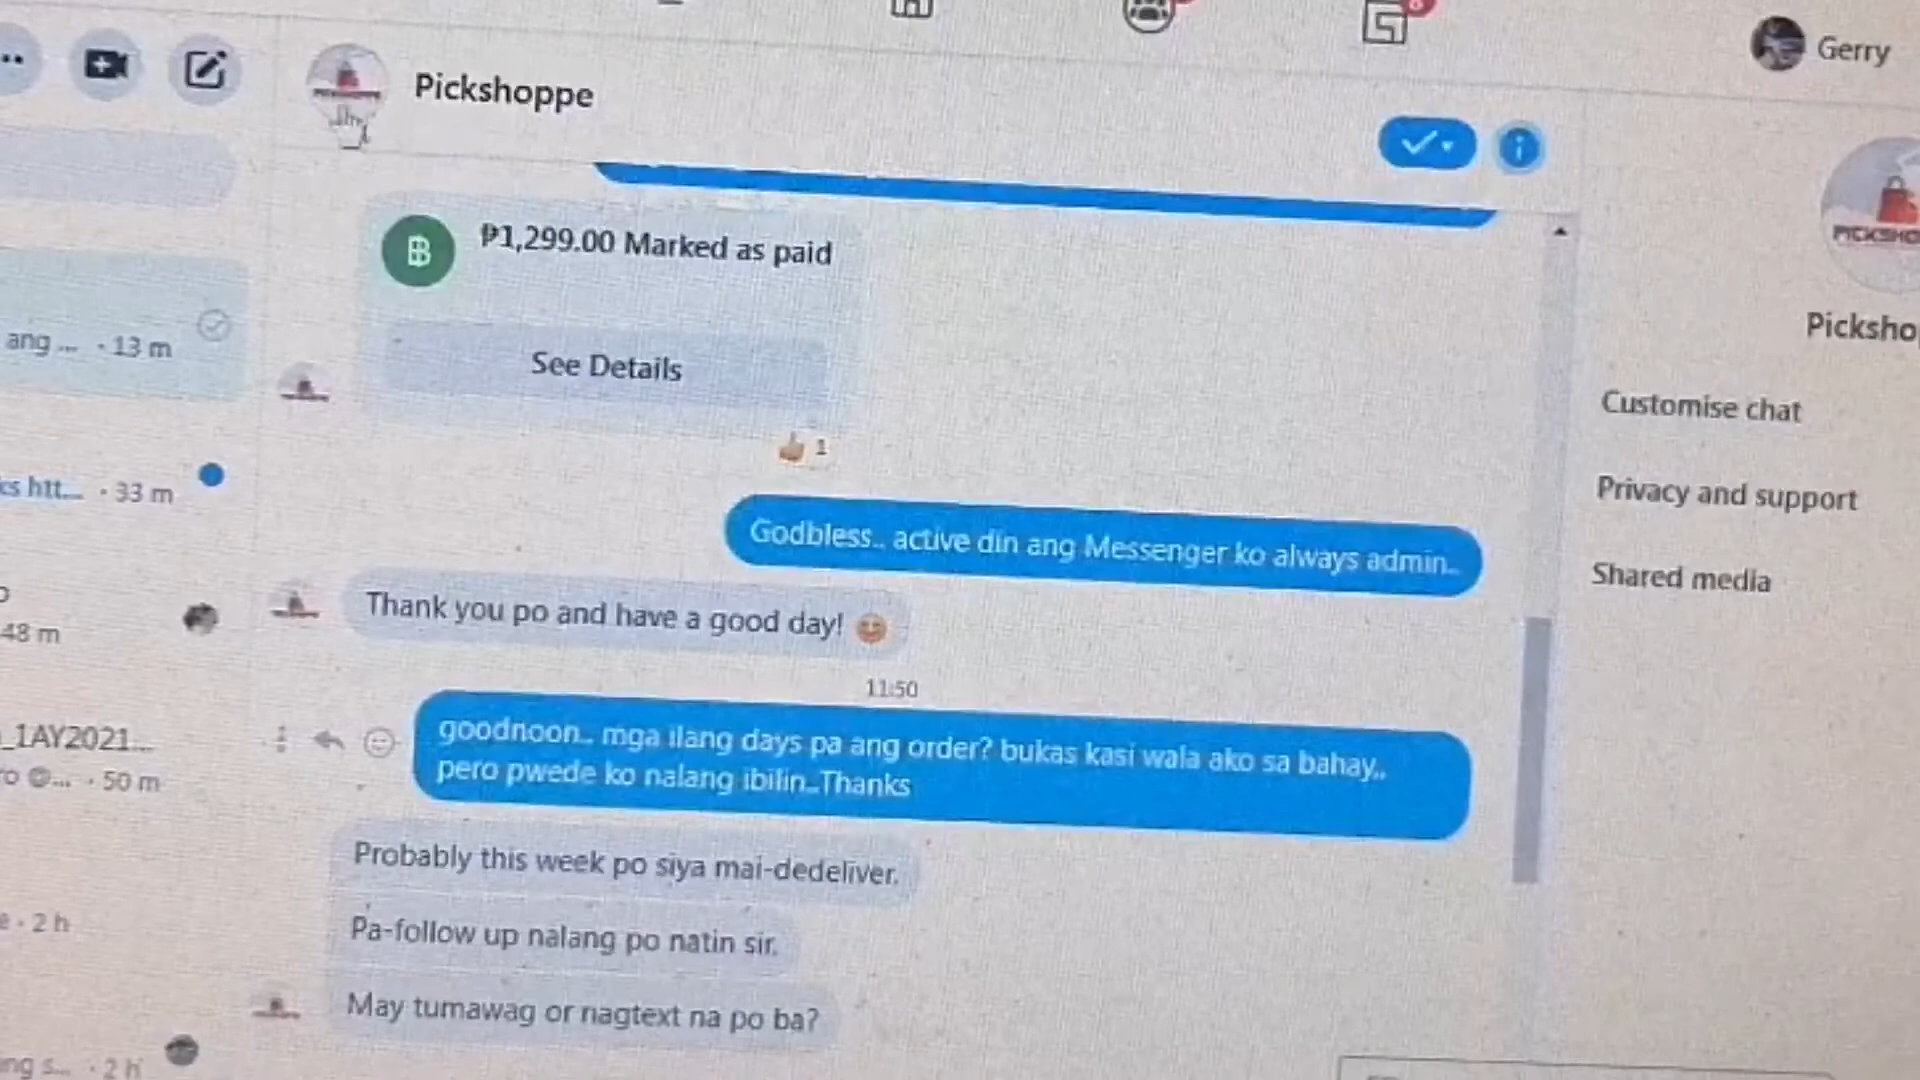 Gerry
Pickshoppe
₱1,299.00 Marked as paid
See Details
1
Godbless.. active din ang Messenger ko always admin..
Thank you po and have a good day!
11:50
goodnoon.. mga ilang days pa ang order? bukas kasi wala ako sa bahay..
pero pwede ko nalang ibilin..Thanks
Probably this week po siya mai-dedeliver.
Pa-follow up nalang po natin sir.
May tumawag or nagtext na po ba?
ang ... · 13 m
htt... · 33 m
48 m
_1AY2021...
... · 50 m
· 2 h
... · 2 h
PICKSHO
Picksho
Customise chat
Privacy and support
Shared media